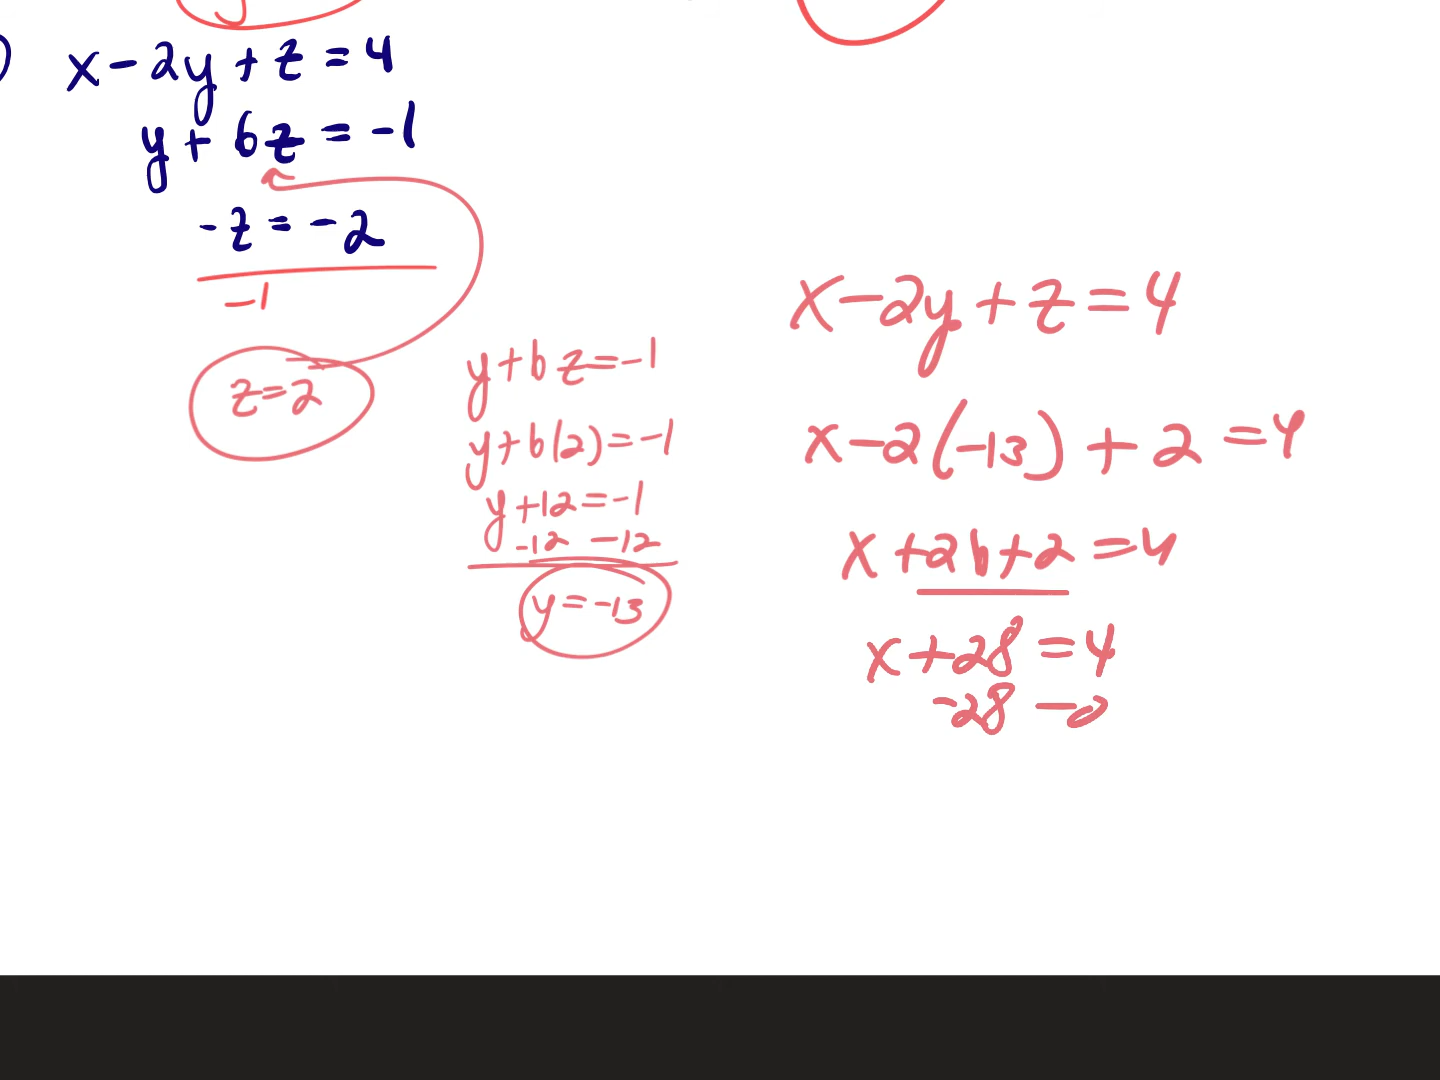 x - 2y + z = 4
y + 6z = -1
-z = -2
-1
z = 2
y + 6z = -1
y + 6(2) = -1
y + 12 = -1
-12 -12
y = -13
x - 2y + z = 4
x - 2(-13) + 2 = 4
x + 26 + 2 = 4
x + 28 = 4
-28 -